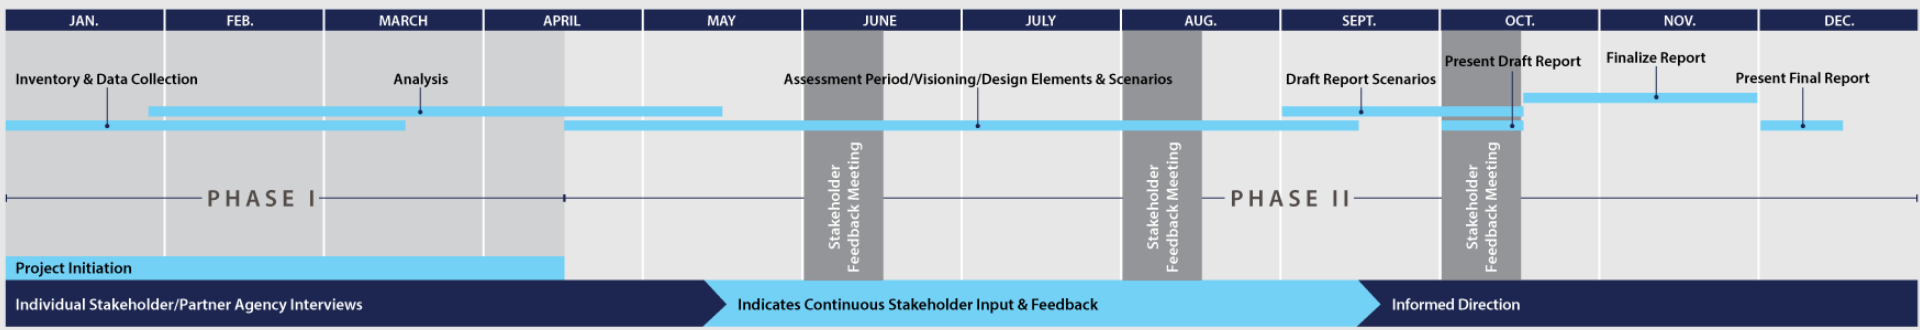 JAN. FEB. MARCH APRIL MAY JUNE JULY AUG. SEPT. OCT. NOV. DEC.
Inventory & Data Collection
Analysis
Assessment Period/Visioning/Design Elements & Scenarios
Draft Report Scenarios
Present Draft Report
Finalize Report
Present Final Report
PHASE I
Stakeholder
Feedback Meeting
Stakeholder
Feedback Meeting
PHASE II
Stakeholder
Feedback Meeting
Project Initiation
Individual Stakeholder/Partner Agency Interviews
Indicates Continuous Stakeholder Input & Feedback
Informed Direction